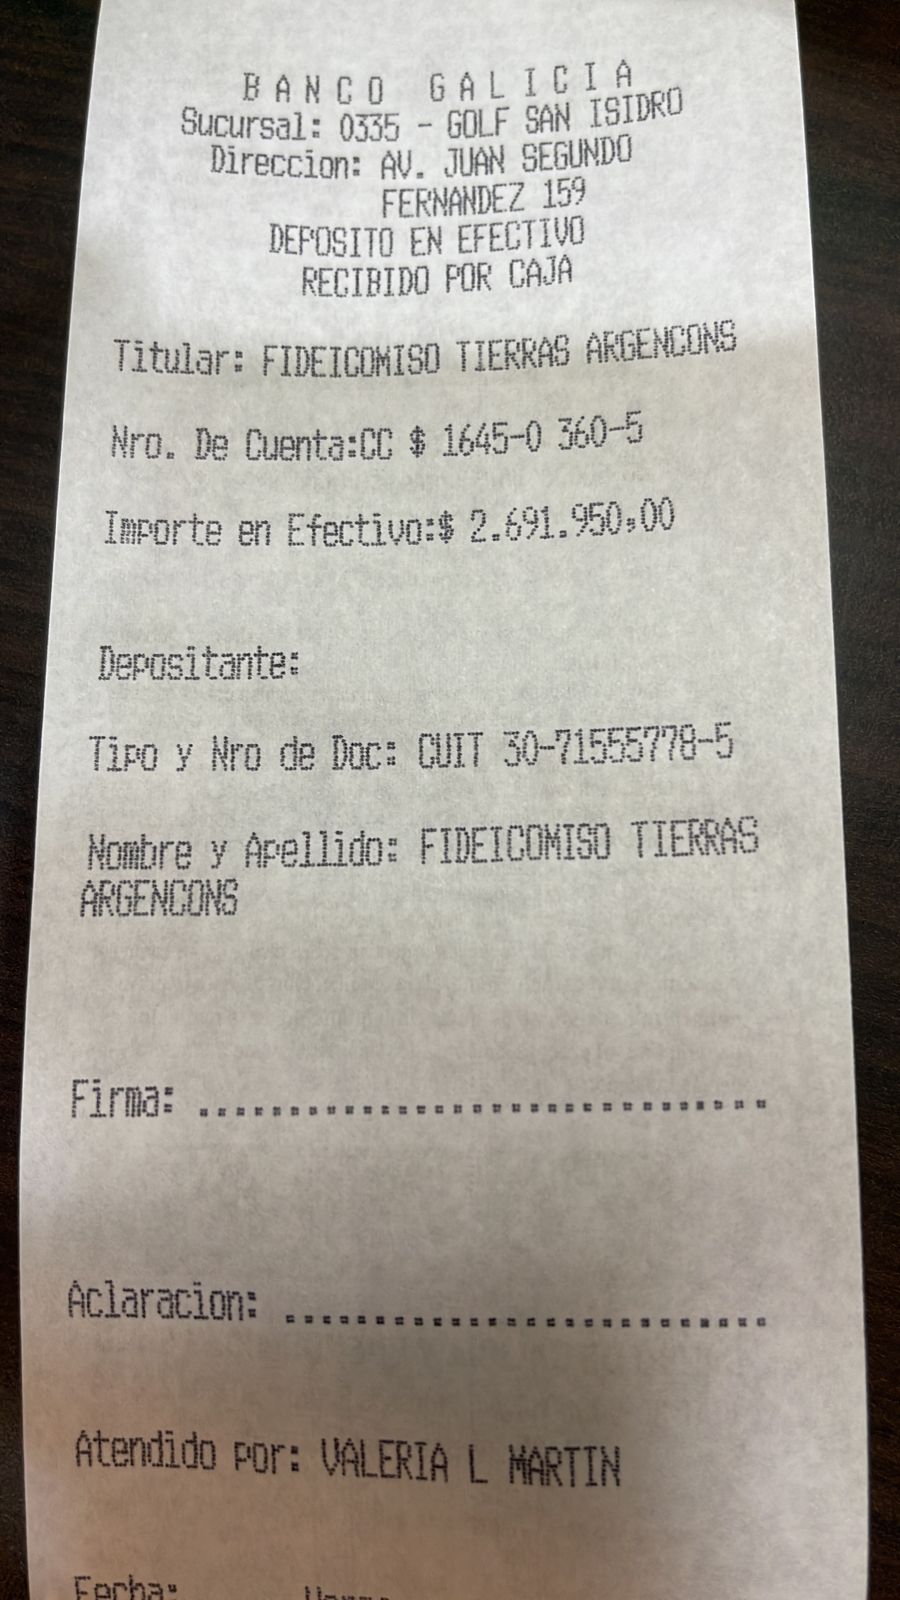 BANCO GALICIA
Sucursal: 0335 - GOLF SAN ISIDRO
Direccion: AV. JUAN SEGUNDO
FERNANDEZ 159
DEPOSITO EN EFECTIVO
RECIBIDO POR CAJA
Titular: FIDEICOMISO TIERRAS ARGENCONS
Nro. De Cuenta:CC $ 1645-0 360-5
Importe en Efectivo:$ 2.691.950,00
Depositante:
Tipo y Nro de Doc: CUIT 30-71555778-5
Nombre y Apellido: FIDEICOMISO TIERRAS
ARGENCONS
Firma: ................................
Aclaracion: ............................
Atendido por: VALERIA L MARTIN
Fecha: